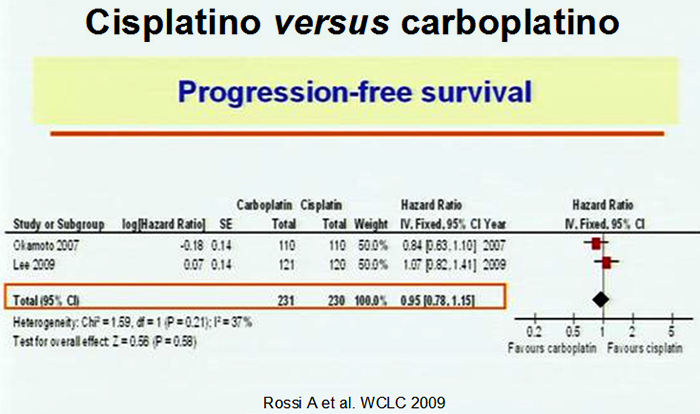 Cisplatino versus carboplatino
Progression-free survival
Carboplatin Cisplatin Hazard Ratio Hazard Ratio
Study or Subgroup log[Hazard Ratio] SE Total Total Weight IV, Fixed, 95% CI Year IV, Fixed, 95% CI
Okamoto 2007 -0.18 0.14 110 110 50.0% 0.84 [0.63, 1.10] 2007
Lee 2009 0.07 0.14 121 120 50.0% 1.07 [0.82, 1.41] 2009
Total (95% CI) 231 230 100.0% 0.95 [0.78, 1.15]
Heterogeneity: Chi² = 1.59, df = 1 (P = 0.21); I² = 37%
Test for overall effect: Z = 0.56 (P = 0.58)
0.2 0.5 1 2 5
Favours carboplatin Favours cisplatin
Rossi A et al. WCLC 2009